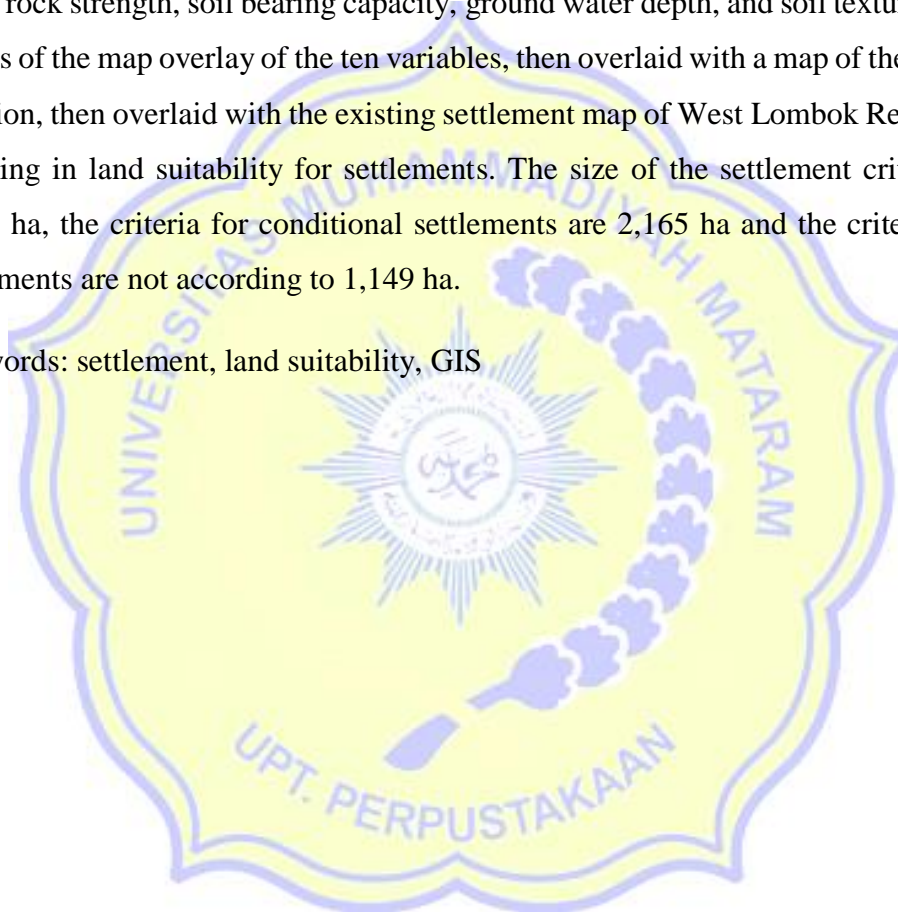 rock strength, soil bearing capacity, ground water depth, and soil textur
s of the map overlay of the ten variables, then overlaid with a map of the
ion, then overlaid with the existing settlement map of West Lombok Re
ing in land suitability for settlements. The size of the settlement crit
ha, the criteria for conditional settlements are 2,165 ha and the crite
ments are not according to 1,149 ha.
ords: settlement, land suitability, GIS
UNIVERSITAS MUHAMMADIYAH MATARAM
UPT. PERPUSTAKAAN